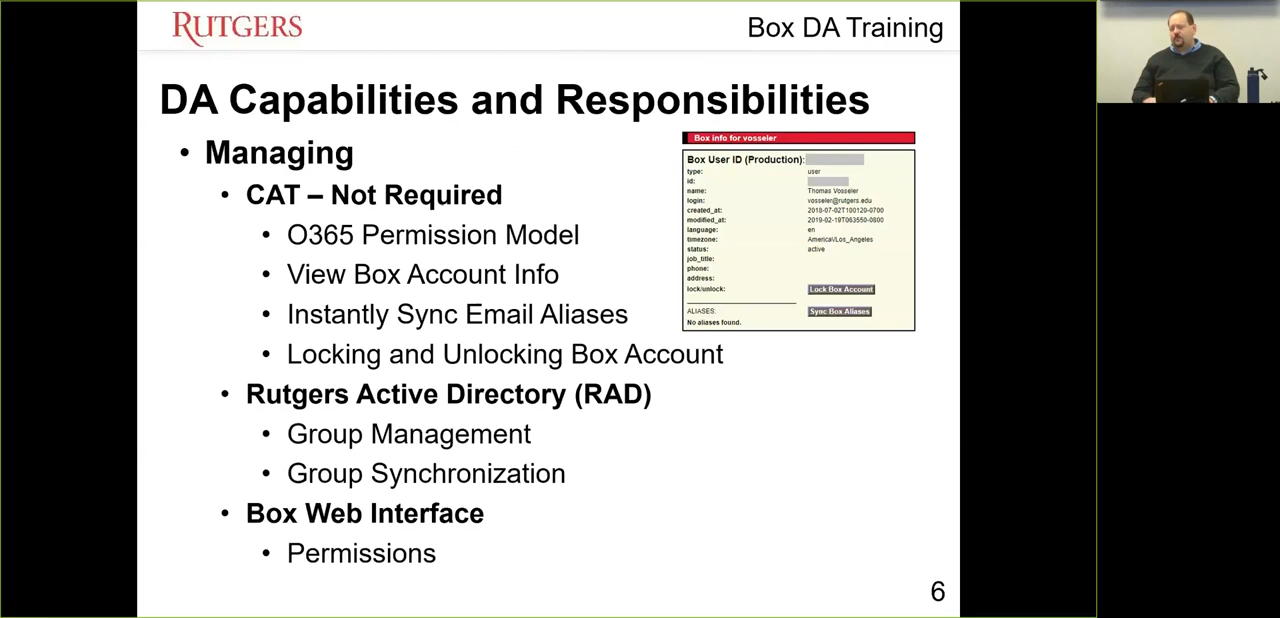 RUTGERS
Box DA Training
DA Capabilities and Responsibilities
• Managing
• CAT – Not Required
• O365 Permission Model
• View Box Account Info
• Instantly Sync Email Aliases
• Locking and Unlocking Box Account
• Rutgers Active Directory (RAD)
• Group Management
• Group Synchronization
• Box Web Interface
• Permissions
Box info for vosseler
Box User ID (Production):
type: user
id:
name: Thomas Vosseler
login: vosseler@rutgers.edu
created_at: 2018-07-02T100120-0700
modified_at: 2019-02-19T063550-0800
language: en
timezone: America\/Los_Angeles
status: active
job_title:
phone:
address:
lock/unlock: Lock Box Account
ALIASES: Sync Box Aliases
No aliases found.
6